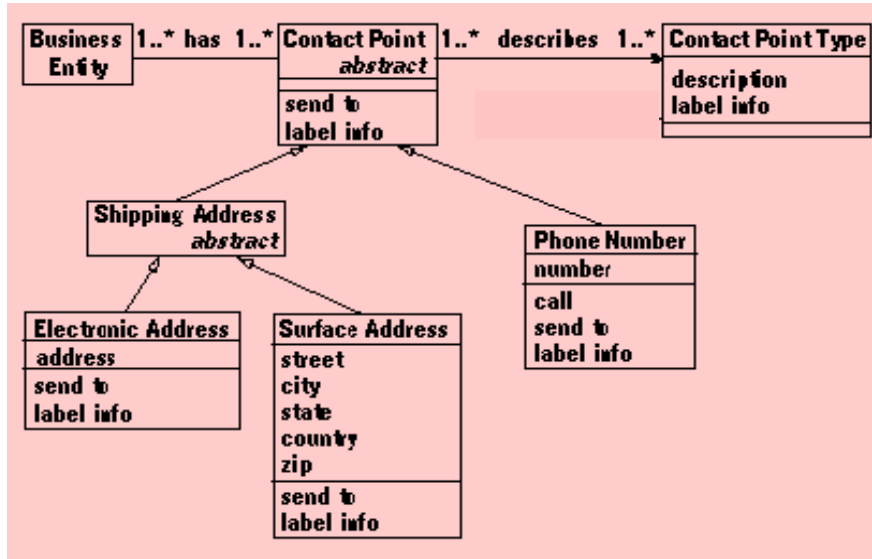 Business 1..* has 1..* Contact Point 1..* describes 1..* Contact Point Type
Entity
abstract
description
label info
send to
label info
Shipping Address
abstract
Phone Number
number
call
send to
label info
Electronic Address
address
send to
label info
Surface Address
street
city
state
country
zip
send to
label info